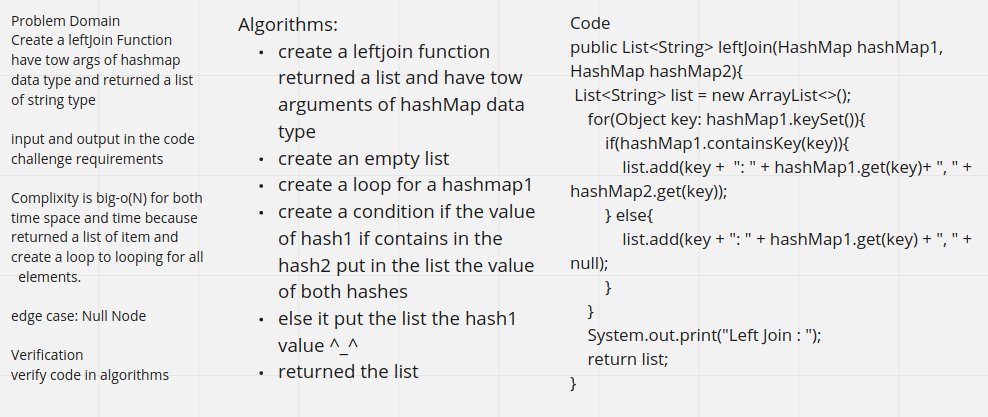 Problem Domain
Create a leftJoin Function
have tow args of hashmap
data type and returned a list
of string type
input and output in the code
challenge requirements
Complixity is big-o(N) for both
time space and time because
returned a list of item and
create a loop to looping for all
elements.
edge case: Null Node
Verification
verify code in algorithms
Algorithms:
• create a leftjoin function
returned a list and have tow
arguments of hashMap data
type
• create an empty list
• create a loop for a hashmap1
• create a condition if the value
of hash1 if contains in the
hash2 put in the list the value
of both hashes
• else it put the list the hash1
value ^_^
• returned the list
Code
public List<String> leftJoin(HashMap hashMap1,
HashMap hashMap2){
List<String> list = new ArrayList<>();
for(Object key: hashMap1.keySet()){
if(hashMap1.containsKey(key)){
list.add(key + ": " + hashMap1.get(key)+ ", " +
hashMap2.get(key));
} else{
list.add(key + ": " + hashMap1.get(key) + ", " +
null);
}
}
System.out.print("Left Join : ");
return list;
}